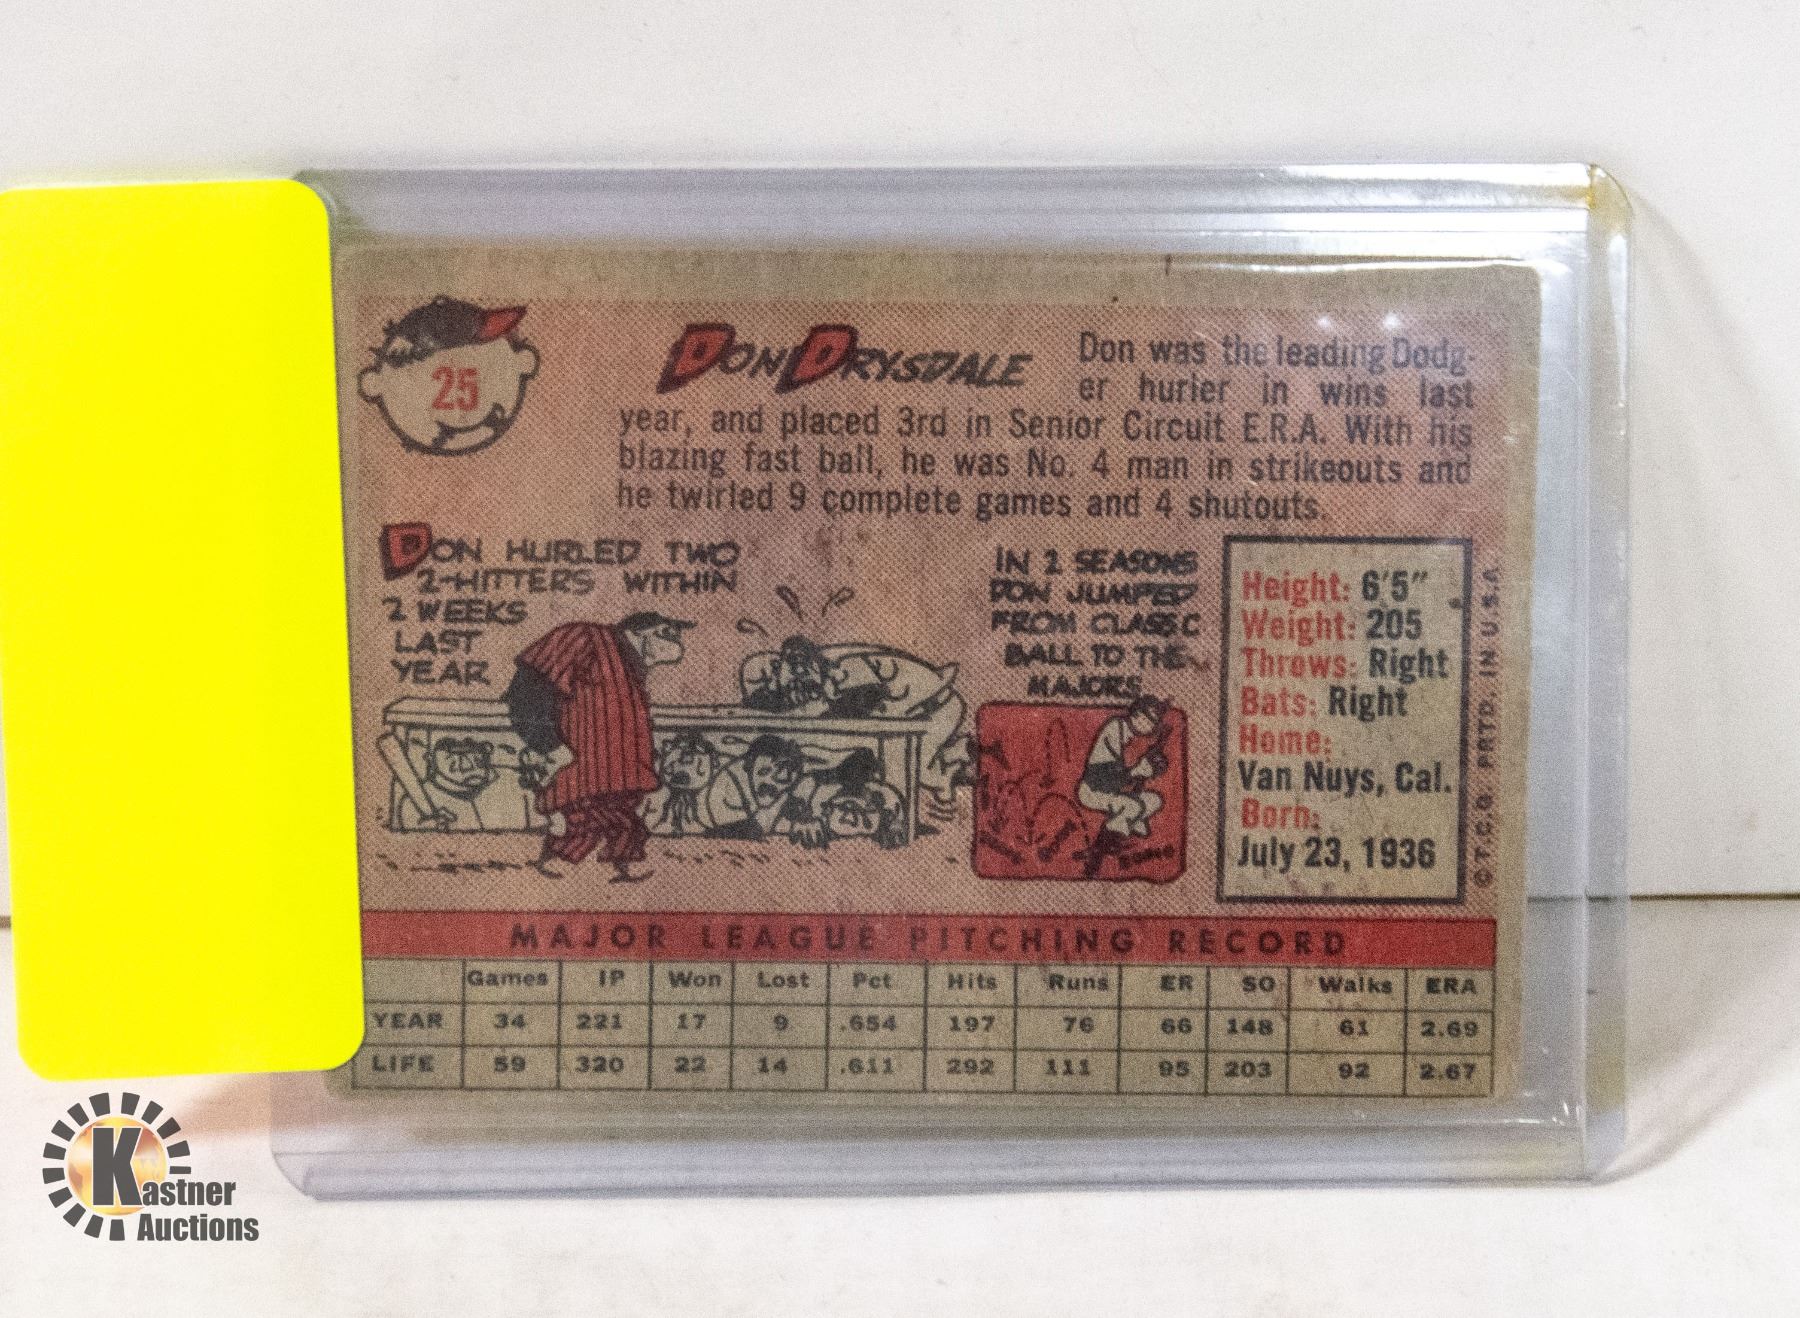 25
DON DRYSDALE
Don was the leading Dodg-
er hurler in wins last
year, and placed 3rd in Senior Circuit E.R.A. With his
blazing fast ball, he was No. 4 man in strikeouts and
he twirled 9 complete games and 4 shutouts.
DON HURLED TWO
2-HITTERS WITHIN
2 WEEKS
LAST
YEAR
IN 2 SEASONS
DON JUMPED
FROM CLASS C
BALL TO THE
MAJORS
Height: 6'5"
Weight: 205
Throws: Right
Bats: Right
Home:
Van Nuys, Cal.
Born:
July 23, 1936
© T.C.G. PRTD. IN U.S.A.
MAJOR LEAGUE PITCHING RECORD
Games IP Won Lost Pct Hits Runs ER SO Walks ERA
YEAR 34 221 17 9 .654 197 76 66 148 61 2.69
LIFE 59 320 22 14 .611 292 111 95 203 92 2.67
Kastner
Auctions